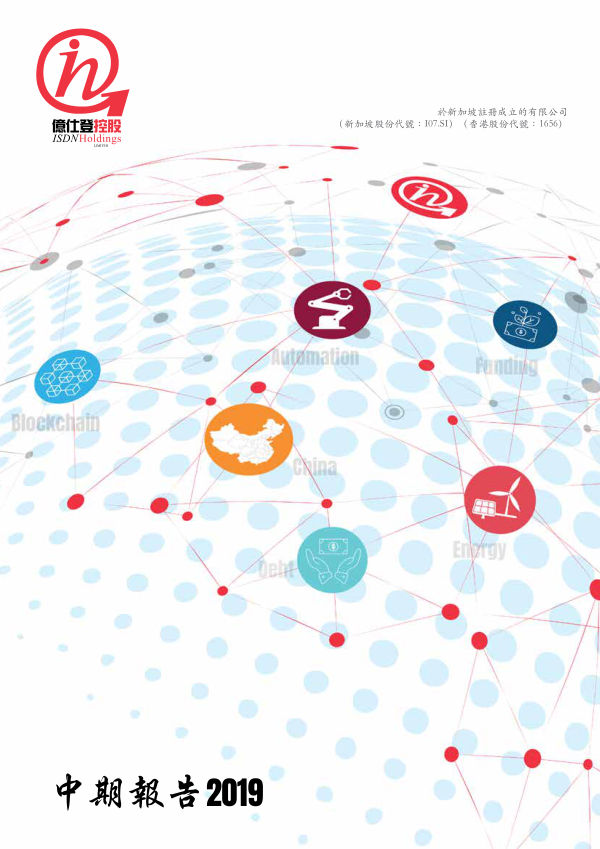 億仕登控股
ISDNHoldings
LIMITED
於新加坡註冊成立的有限公司
(新加坡股份代號：I07.SI) (香港股份代號：1656)
Automation
Funding
Blockchain
China
Energy
Debt
中期報告2019